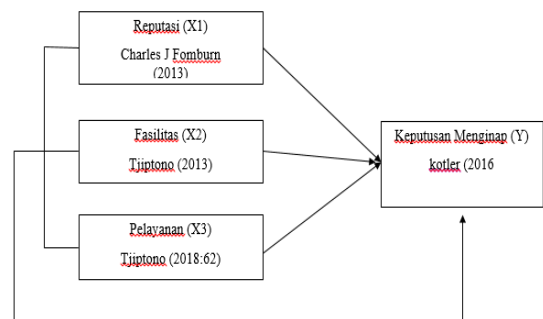 Reputasi (X1)
Charles J Fomburn
(2013)
Fasilitas (X2)
Tjiptono (2013)
Pelayanan (X3)
Tjiptono (2018:62)
Keputusan Menginap (Y)
kotler (2016